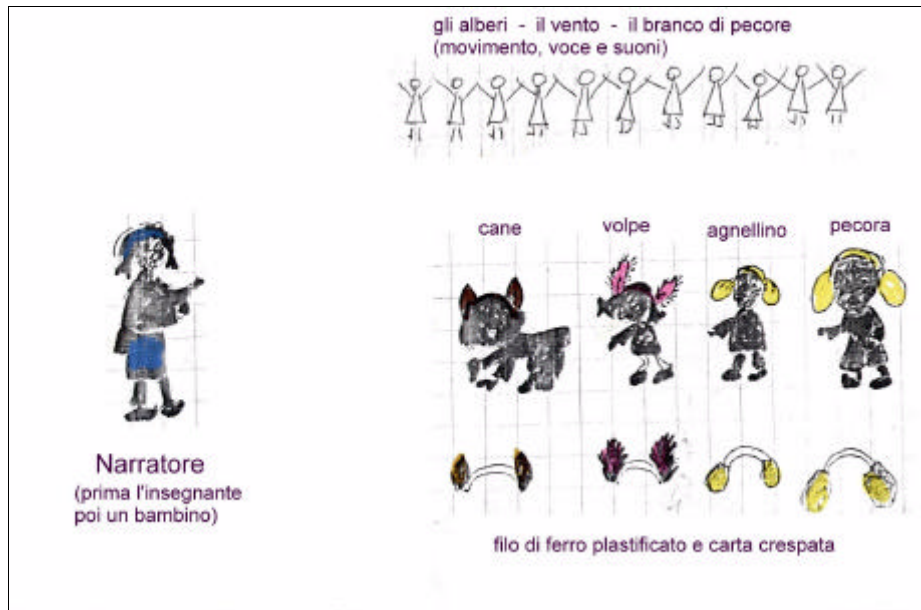 gli alberi - il vento - il branco di pecore
(movimento, voce e suoni)
cane volpe agnellino pecora
Narratore
(prima l'insegnante
poi un bambino)
filo di ferro plastificato e carta crespata